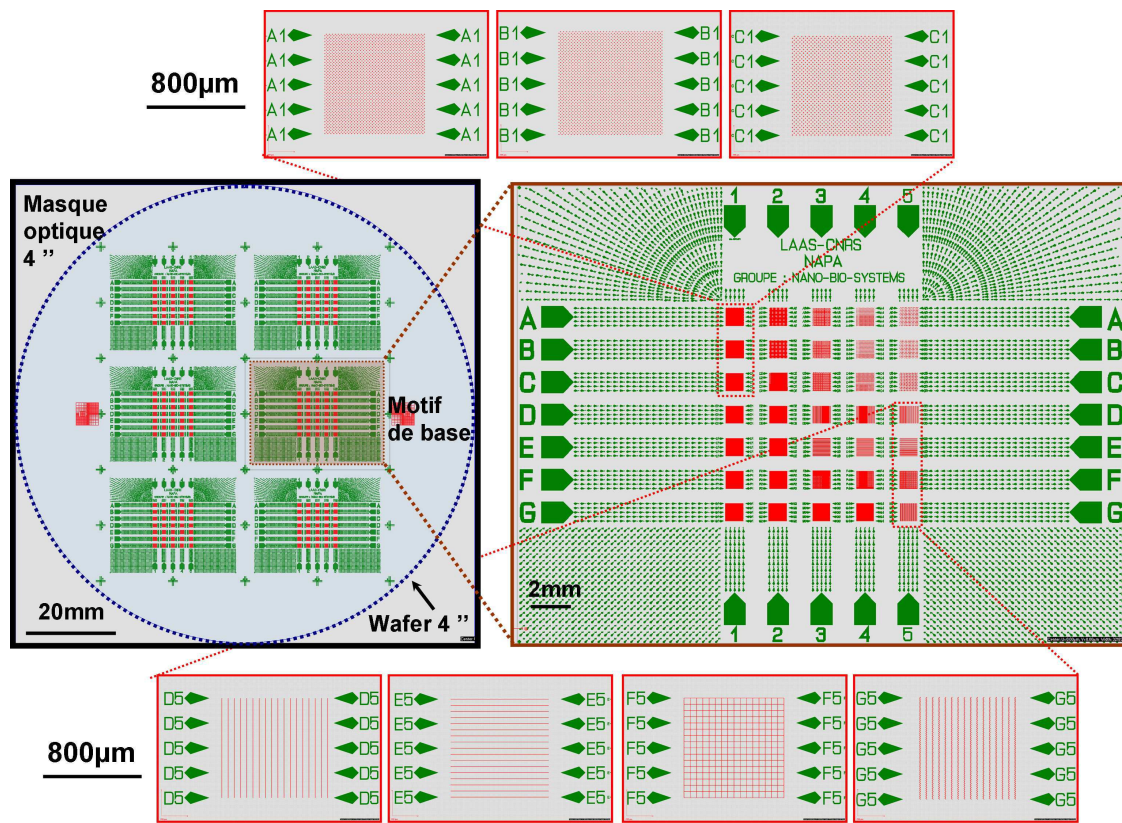 A1 A1 B1 B1 C1 C1
A1 A1 B1 B1 C1 C1
A1 A1 B1 B1 C1 C1
A1 A1 B1 B1 C1 C1
A1 A1 B1 B1 C1 C1
800µm
Masque
optique
4 ’’
Motif
de base
20mm
Wafer 4 ’’
1 2 3 4 5
LAAS-CNRS
NAPA
GROUPE : NANO-BIO-SYSTEMS
A A
B B
C C
D D
E E
F F
G G
2mm
1 2 3 4 5
800µm
D5 D5 E5 E5 F5 F5 G5 G5
D5 D5 E5 E5 F5 F5 G5 G5
D5 D5 E5 E5 F5 F5 G5 G5
D5 D5 E5 E5 F5 F5 G5 G5
D5 D5 E5 E5 F5 F5 G5 G5